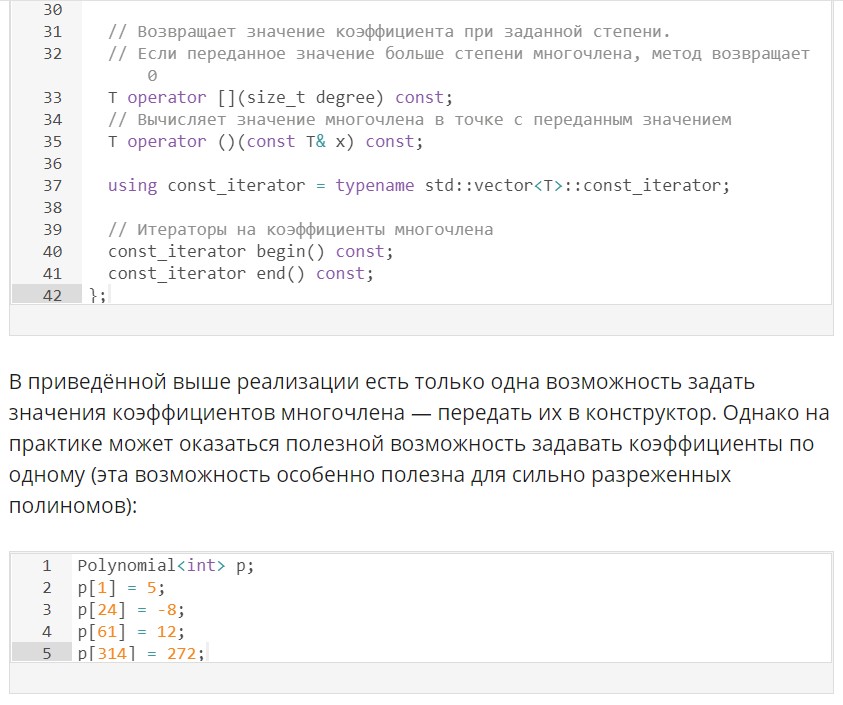 30
31 // Возвращает значение коэффициента при заданной степени.
32 // Если переданное значение больше степени многочлена, метод возвращает
0
33 T operator [](size_t degree) const;
34 // Вычисляет значение многочлена в точке с переданным значением
35 T operator ()(const T& x) const;
36
37 using const_iterator = typename std::vector<T>::const_iterator;
38
39 // Итераторы на коэффициенты многочлена
40 const_iterator begin() const;
41 const_iterator end() const;
42 };
В приведённой выше реализации есть только одна возможность задать
значения коэффициентов многочлена — передать их в конструктор. Однако на
практике может оказаться полезной возможность задавать коэффициенты по
одному (эта возможность особенно полезна для сильно разреженных
полиномов):
1 Polynomial<int> p;
2 p[1] = 5;
3 p[24] = -8;
4 p[61] = 12;
5 p[314] = 272;